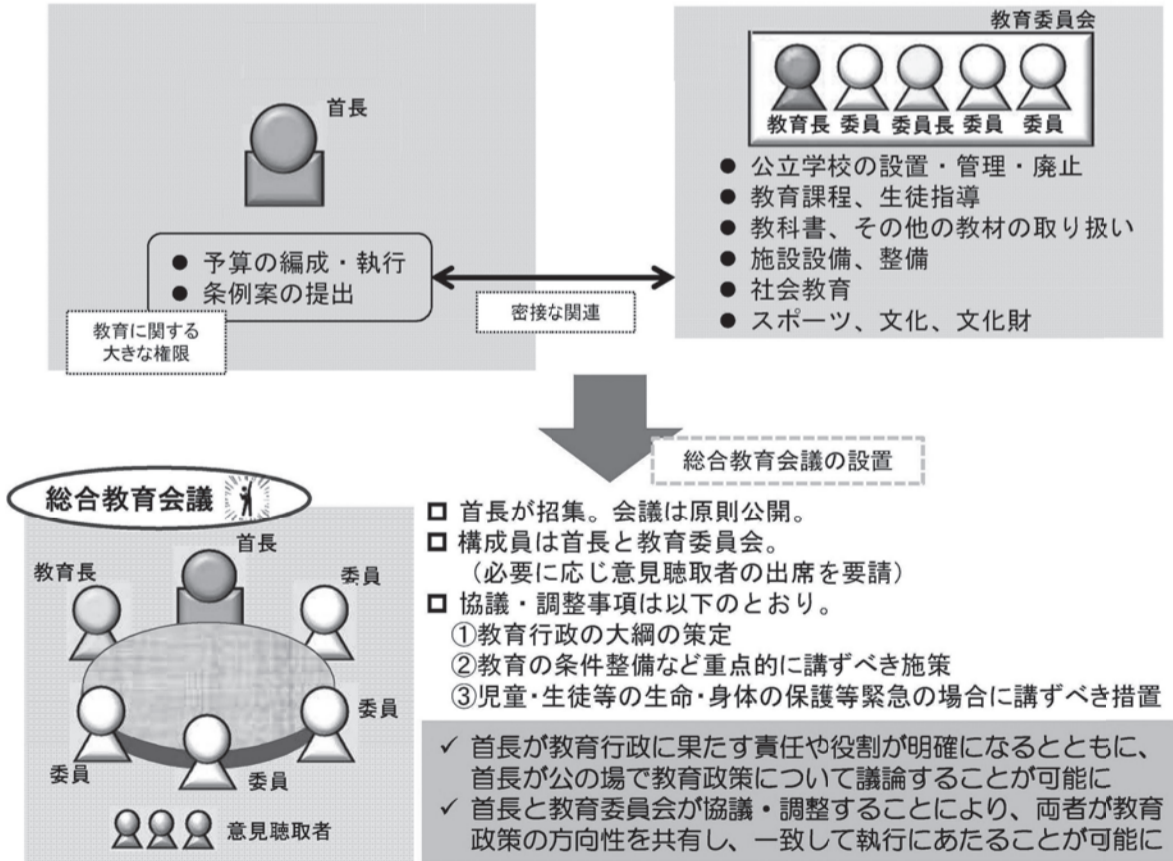 首長
● 予算の編成・執行
● 条例案の提出
教育に関する
大きな権限
密接な関連
教育委員会
教育長 委員 委員長 委員 委員
● 公立学校の設置・管理・廃止
● 教育課程、生徒指導
● 教科書、その他の教材の取り扱い
● 施設設備、整備
● 社会教育
● スポーツ、文化、文化財
総合教育会議の設置
総合教育会議
首長
教育長
委員
委員
委員
委員
意見聴取者
□ 首長が招集。会議は原則公開。
□ 構成員は首長と教育委員会。
（必要に応じ意見聴取者の出席を要請）
□ 協議・調整事項は以下のとおり。
①教育行政の大綱の策定
②教育の条件整備など重点的に講ずべき施策
③児童・生徒等の生命・身体の保護等緊急の場合に講ずべき措置
✓ 首長が教育行政に果たす責任や役割が明確になるとともに、
首長が公の場で教育政策について議論することが可能に
✓ 首長と教育委員会が協議・調整することにより、両者が教育
政策の方向性を共有し、一致して執行にあたることが可能に